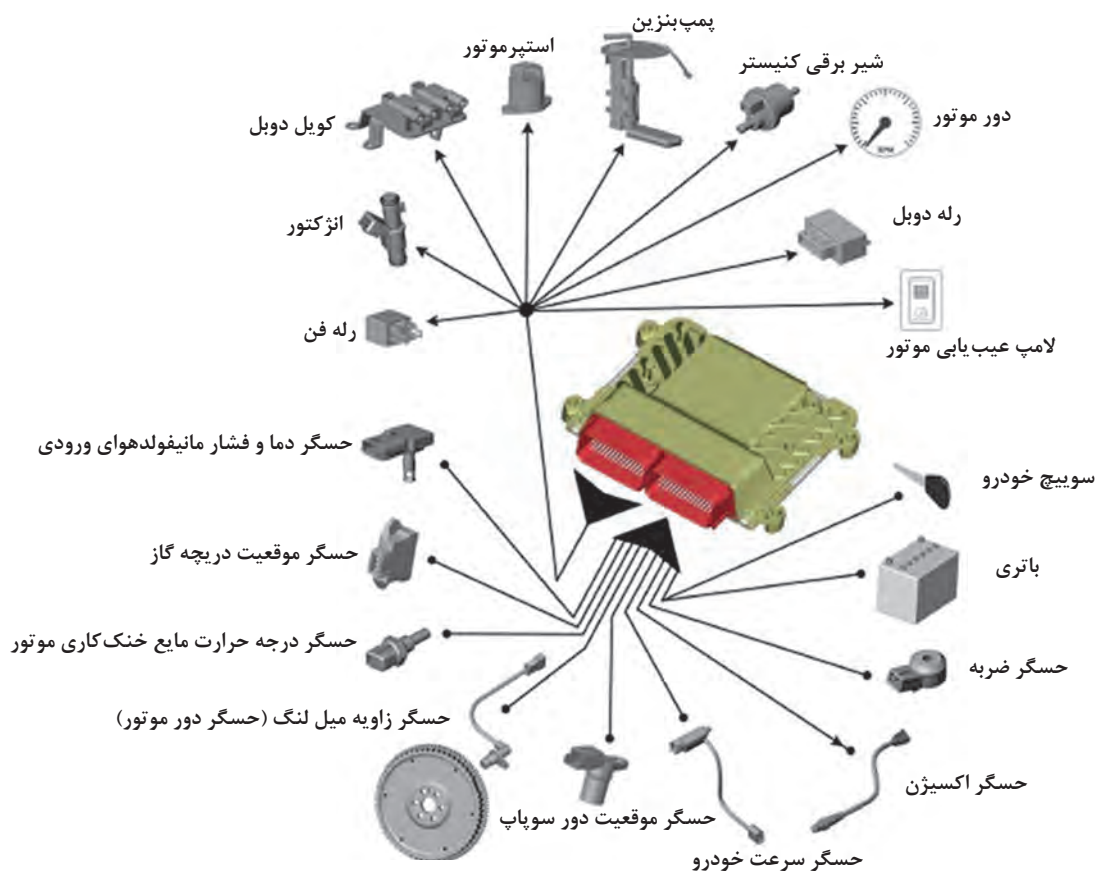 پمپ‌بنزین
استپرموتور
شیر برقی کنیستر
کویل دوبل
دور موتور
RPM
انژکتور
رله دوبل
رله فن
لامپ عیب‌یابی موتور
حسگر دما و فشار مانیفولدهوای ورودی
سوییچ خودرو
حسگر موقعیت دریچه گاز
باتری
حسگر درجه حرارت مایع خنک‌کاری موتور
حسگر ضربه
حسگر زاویه میل لنگ (حسگر دور موتور)
حسگر اکسیژن
حسگر موقعیت دور سوپاپ
حسگر سرعت خودرو